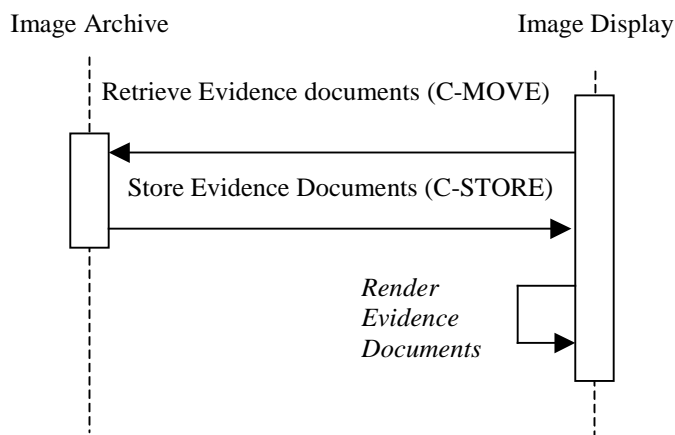 Image Archive
Image Display
Retrieve Evidence documents (C-MOVE)
Store Evidence Documents (C-STORE)
Render
Evidence
Documents